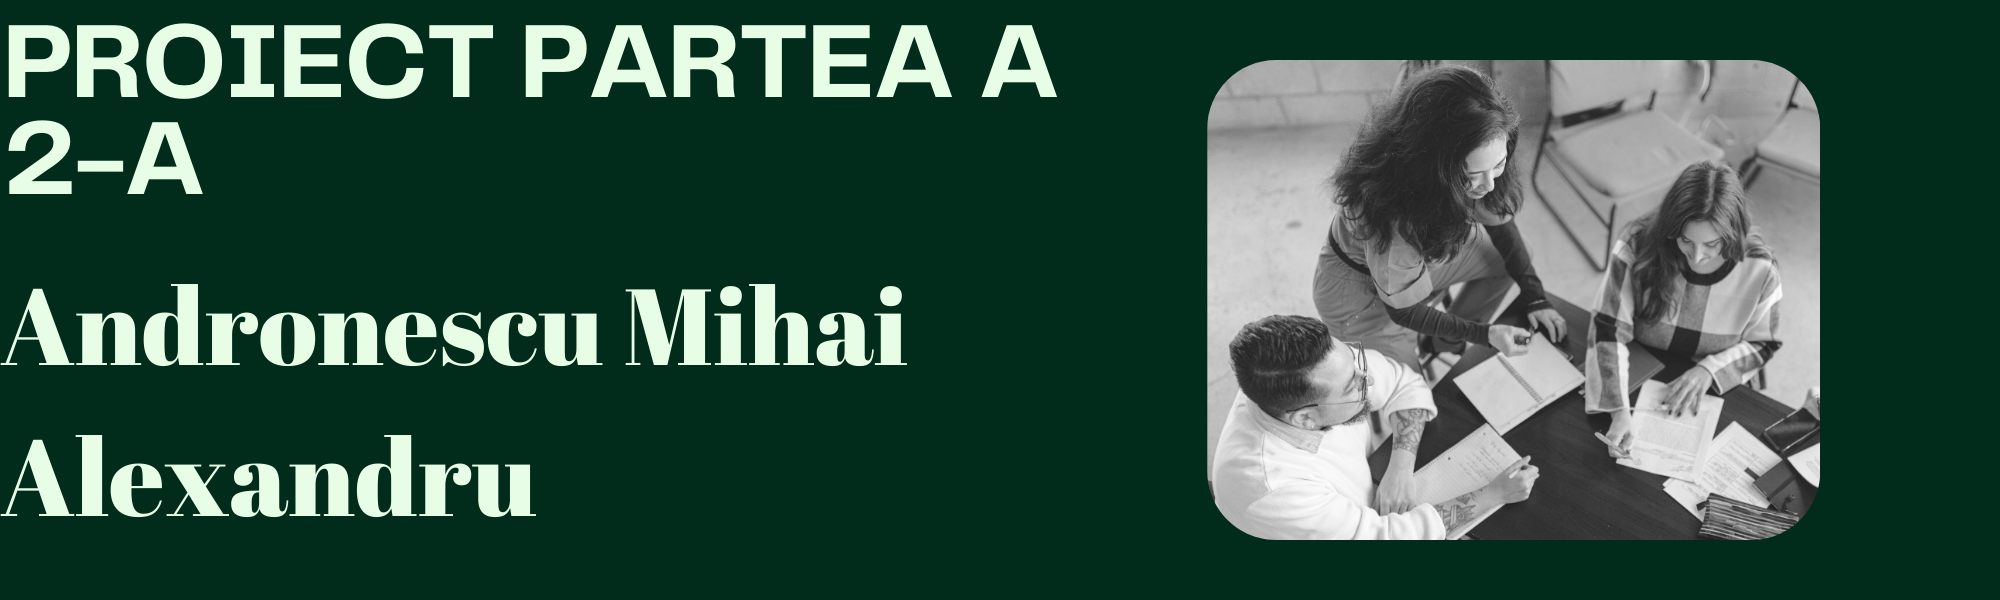 PROIECT PARTEA A
2-A
Andronescu Mihai
Alexandru